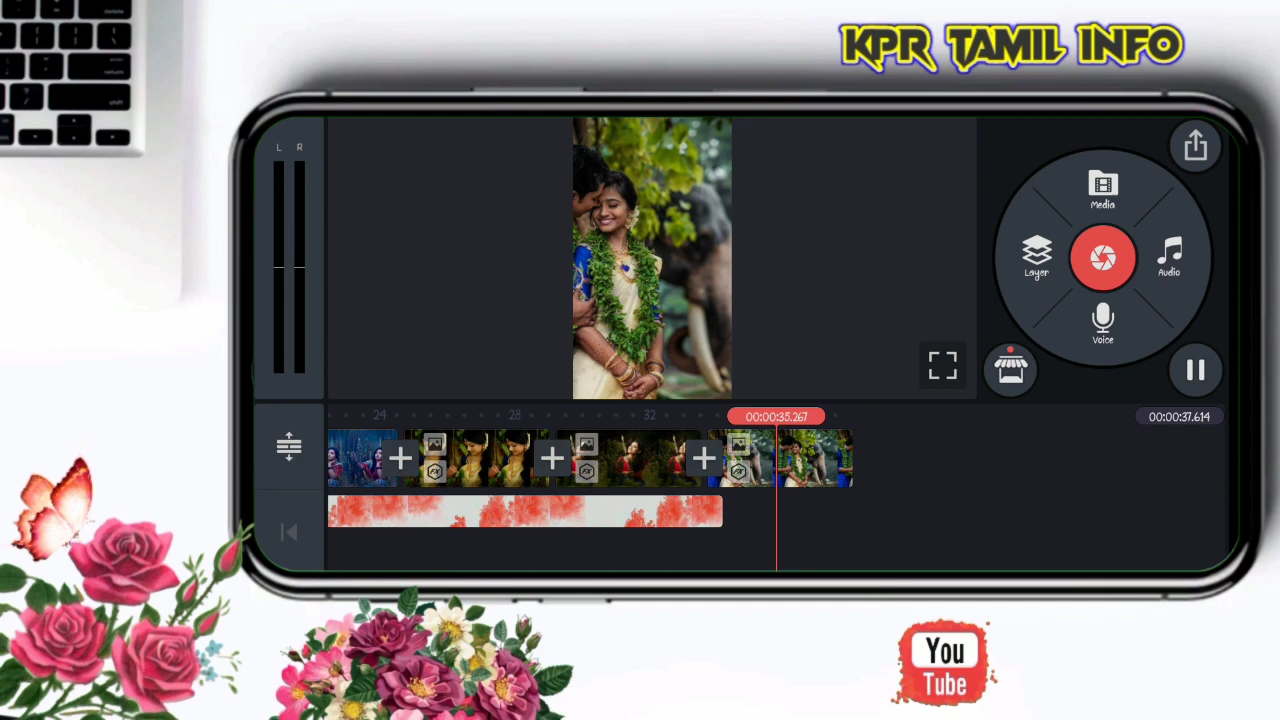 KPR TAMIL INFO
L R
Media
Layer
Audio
Voice
24 28 32
00:00:35.267
00:00:37.614
You
Tube